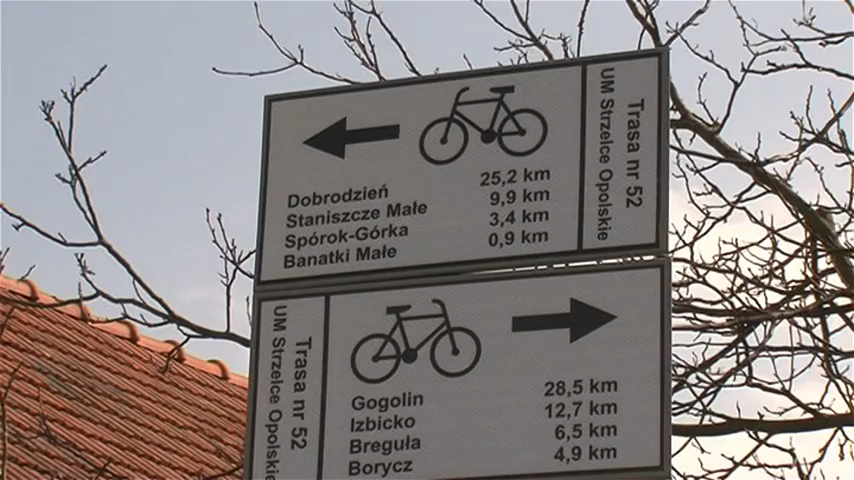 Dobrodzień 25,2 km
Staniszcze Małe 9,9 km
Spórok-Górka 3,4 km
Banatki Małe 0,9 km
Trasa nr 52
UM Strzelce Opolskie
Trasa nr 52
UM Strzelce Opolskie
Gogolin 28,5 km
Izbicko 12,7 km
Breguła 6,5 km
Borycz 4,9 km